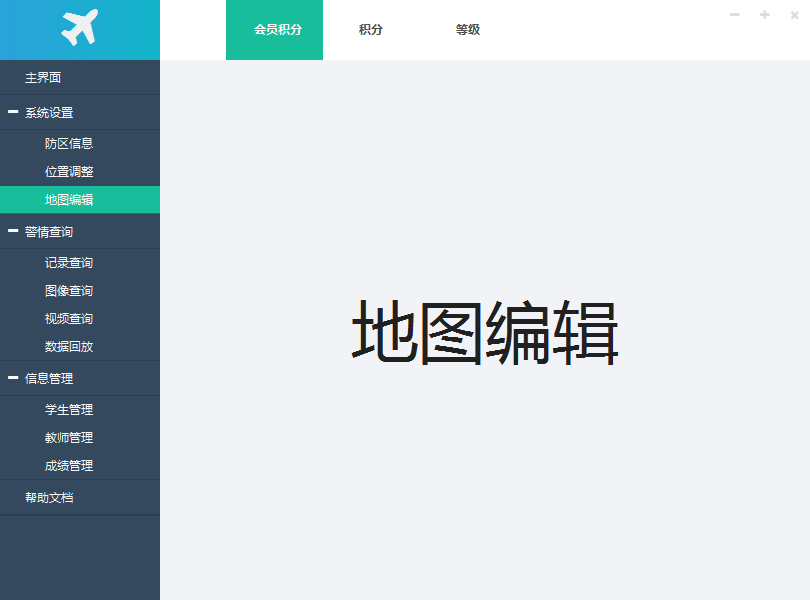 会员积分
积分
等级
主界面
系统设置
防区信息
位置调整
地图编辑
警情查询
记录查询
图像查询
视频查询
数据回放
信息管理
学生管理
教师管理
成绩管理
帮助文档
地图编辑